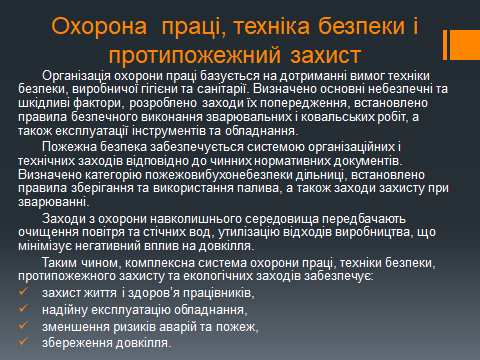 Охорона праці, техніка безпеки і
протипожежний захист
Організація охорони праці базується на дотриманні вимог техніки
безпеки, виробничої гігієни та санітарії. Визначено основні небезпечні та
шкідливі фактори, розроблено заходи їх попередження, встановлено
правила безпечного виконання зварювальних і ковальських робіт, а
також експлуатації інструментів та обладнання.
Пожежна безпека забезпечується системою організаційних і
технічних заходів відповідно до чинних нормативних документів.
Визначено категорію пожежовибухонебезпеки дільниці, встановлено
правила зберігання та використання палива, а також заходи захисту при
зварюванні.
Заходи з охорони навколишнього середовища передбачають
очищення повітря та стічних вод, утилізацію відходів виробництва, що
мінімізує негативний вплив на довкілля.
Таким чином, комплексна система охорони праці, техніки безпеки,
протипожежного захисту та екологічних заходів забезпечує:
✓ захист життя і здоров'я працівників,
✓ надійну експлуатацію обладнання,
✓ зменшення ризиків аварій та пожеж,
✓ збереження довкілля.